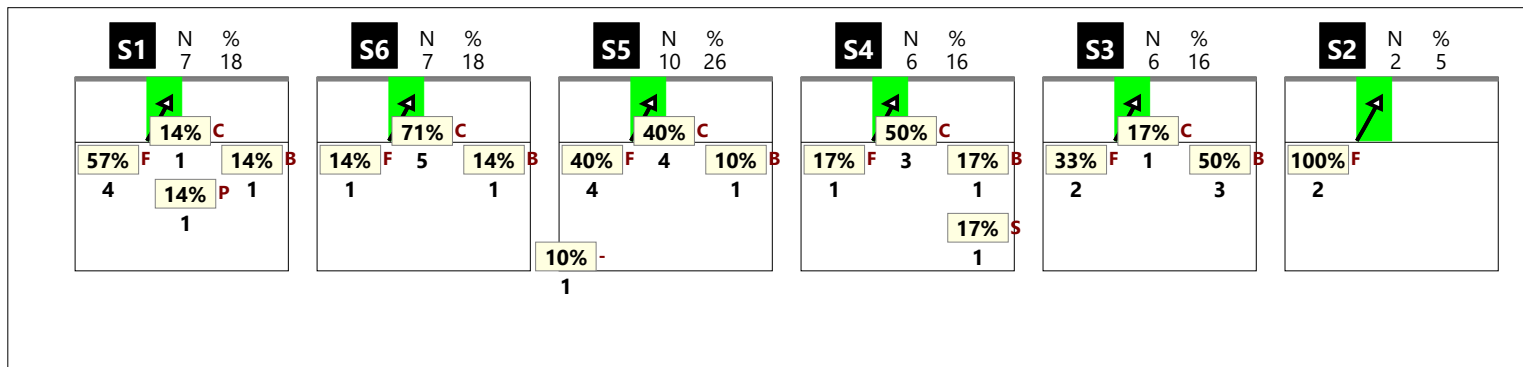 S1 N % 7 18
14% C
1
57% F
4
14% B
1
14% P
1
S6 N % 7 18
71% C
5
14% F
1
14% B
1
S5 N % 10 26
40% C
4
40% F
4
10% B
1
10% -
1
S4 N % 6 16
50% C
3
17% F
1
17% B
1
17% S
1
S3 N % 6 16
17% C
1
33% F
2
50% B
3
S2 N % 2 5
100% F
2